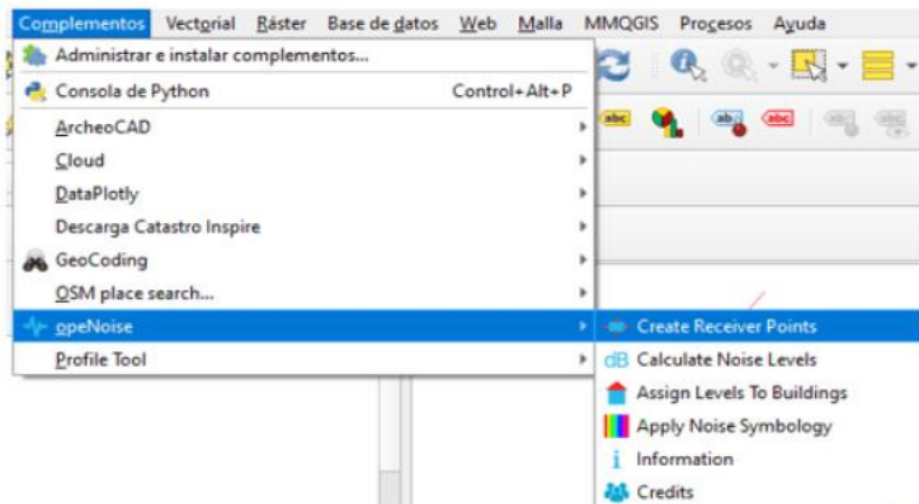 Complementos Vectorial Ráster Base de datos Web Malla MMQGIS Procesos Ayuda
Administrar e instalar complementos...
Consola de Python Control+Alt+P
ArcheoCAD
Cloud
DataPlotly
Descarga Catastro Inspire
GeoCoding
OSM place search...
opeNoise
Profile Tool
Create Receiver Points
dB Calculate Noise Levels
Assign Levels To Buildings
Apply Noise Symbology
i Information
Credits
abc
ab
abc